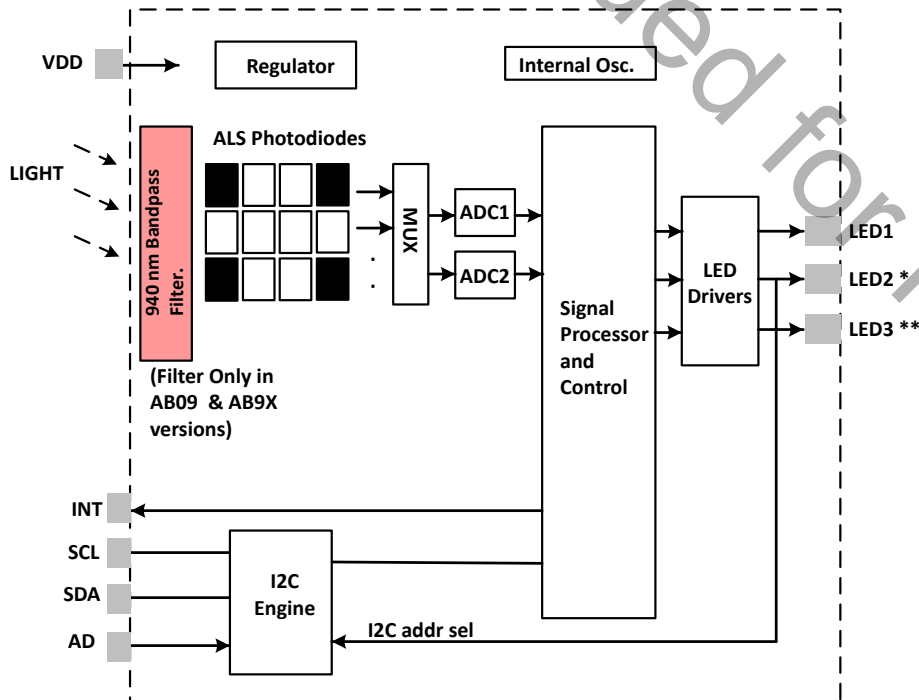 VDD
Regulator
Internal Osc.
ALS Photodiodes
LIGHT
940 nm Bandpass
Filter.
MUX
ADC1
ADC2
Signal
Processor
and
Control
LED
Drivers
LED1
LED2 *
LED3 **
(Filter Only in
AB09 & AB9X
versions)
INT
SCL
SDA
AD
I2C
Engine
I2C addr sel
for